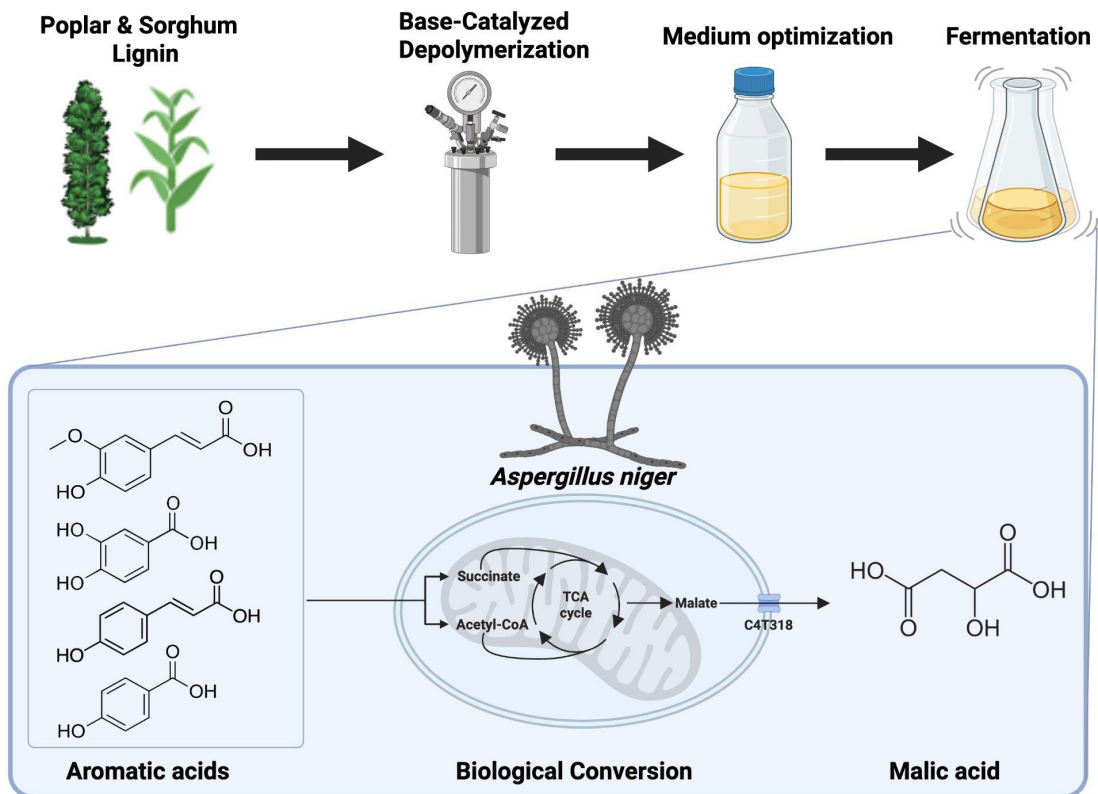 Poplar & Sorghum
Lignin
Base-Catalyzed
Depolymerization
Medium optimization
Fermentation
Aspergillus niger
O
O
OH
HO
O
HO
OH
HO
O
OH
HO
O
OH
HO
Succinate
Acetyl-CoA
TCA
cycle
Malate
C4T318
O
HO
OH
O
OH
Aromatic acids
Biological Conversion
Malic acid